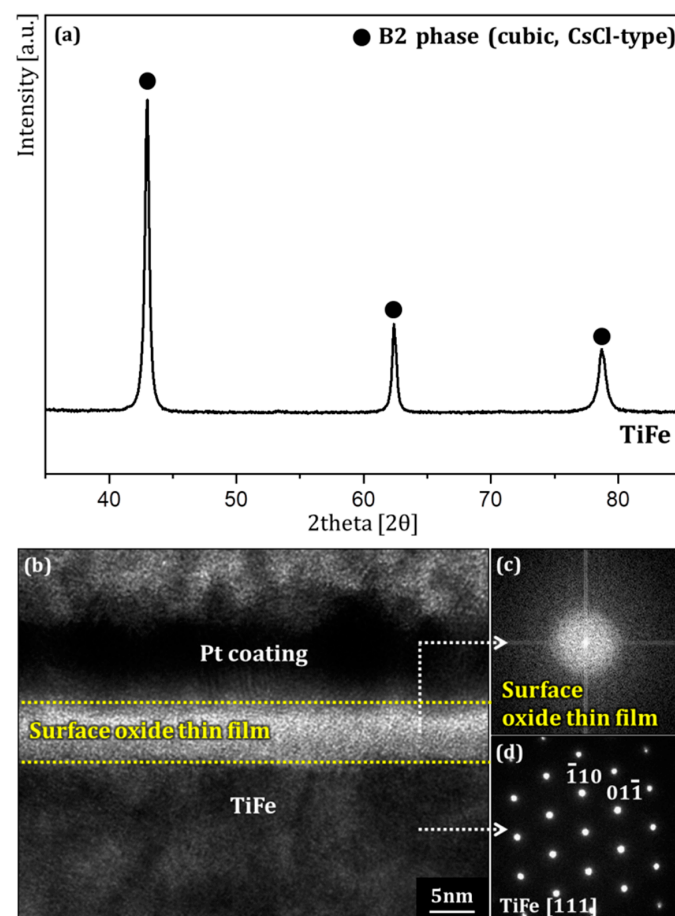 (a)
● B2 phase (cubic, CsCl-type)
Intensity [a.u.]
TiFe
40 50 60 70 80
2theta [2θ]
(b)
Pt coating
Surface oxide thin film
TiFe
5nm
(c)
Surface
oxide thin film
(d)
1̅10
011̅
TiFe [111]